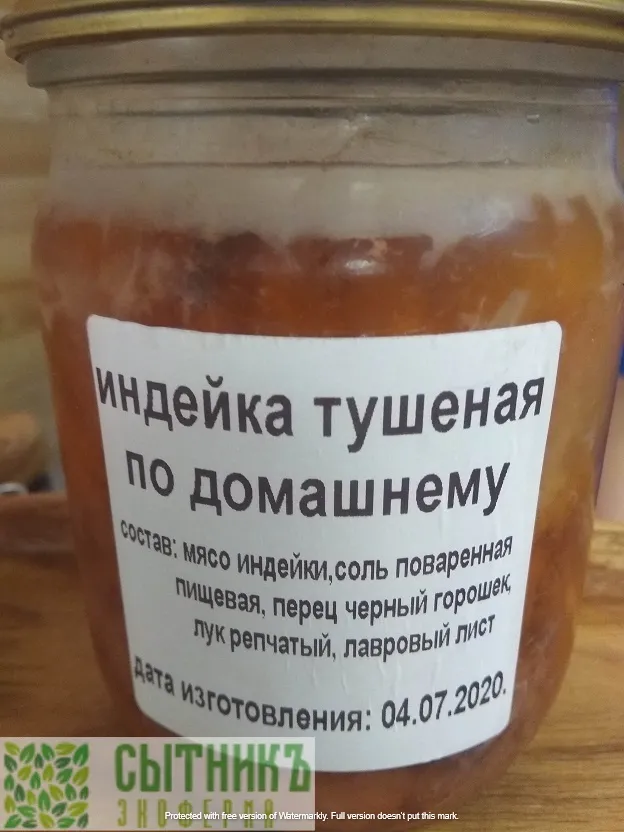 индейка тушеная
по домашнему
состав: мясо индейки,соль поваренная
пищевая, перец черный горошек,
лук репчатый, лавровый лист
дата изготовления: 04.07.2020.
СЫТНИКЪ
ЭКОФЕРМА
Protected with free version of Watermarkly. Full version doesn't put this mark.